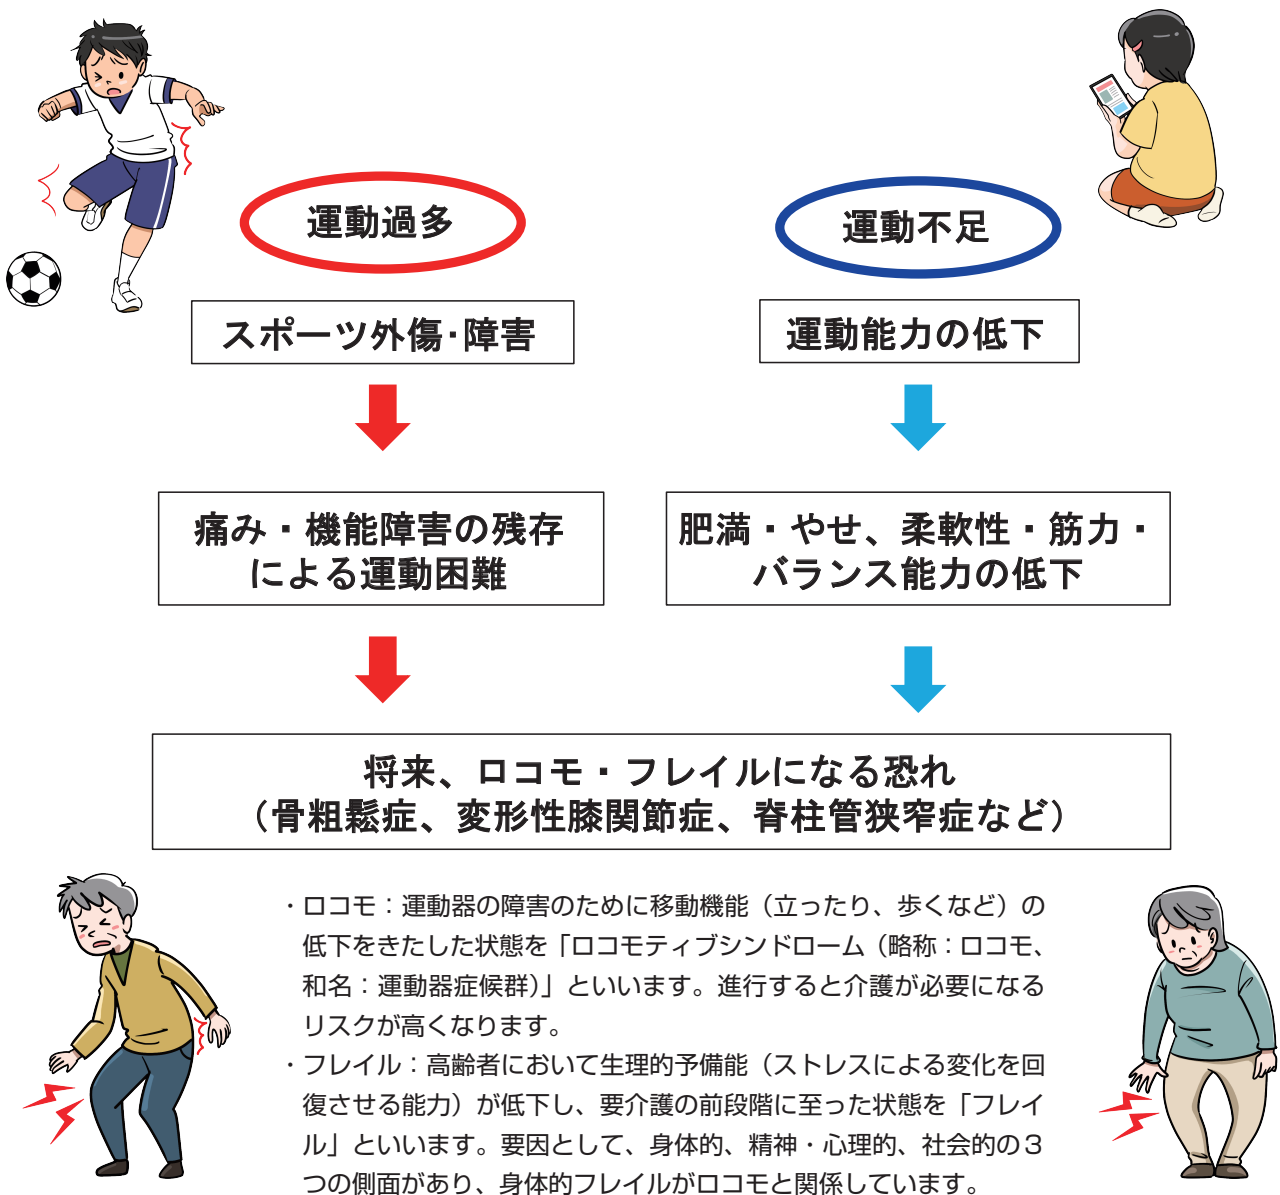 運動過多
運動不足
スポーツ外傷・障害
運動能力の低下
痛み・機能障害の残存
による運動困難
肥満・やせ、柔軟性・筋力・
バランス能力の低下
将来、ロコモ・フレイルになる恐れ
（骨粗鬆症、変形性膝関節症、脊柱管狭窄症など）
・ロコモ：運動器の障害のために移動機能（立ったり、歩くなど）の
低下をきたした状態を「ロコモティブシンドローム（略称：ロコモ、
和名：運動器症候群）」といいます。進行すると介護が必要になる
リスクが高くなります。
・フレイル：高齢者において生理的予備能（ストレスによる変化を回
復させる能力）が低下し、要介護の前段階に至った状態を「フレイ
ル」といいます。要因として、身体的、精神・心理的、社会的の３
つの側面があり、身体的フレイルがロコモと関係しています。